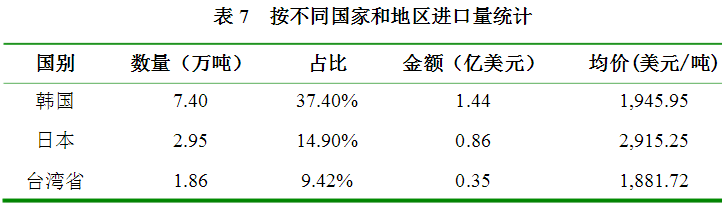 表 7 按不同国家和地区进口量统计
国别 数量（万吨） 占比 金额（亿美元） 均价(美元/吨)
韩国 7.40 37.40% 1.44 1,945.95
日本 2.95 14.90% 0.86 2,915.25
台湾省 1.86 9.42% 0.35 1,881.72